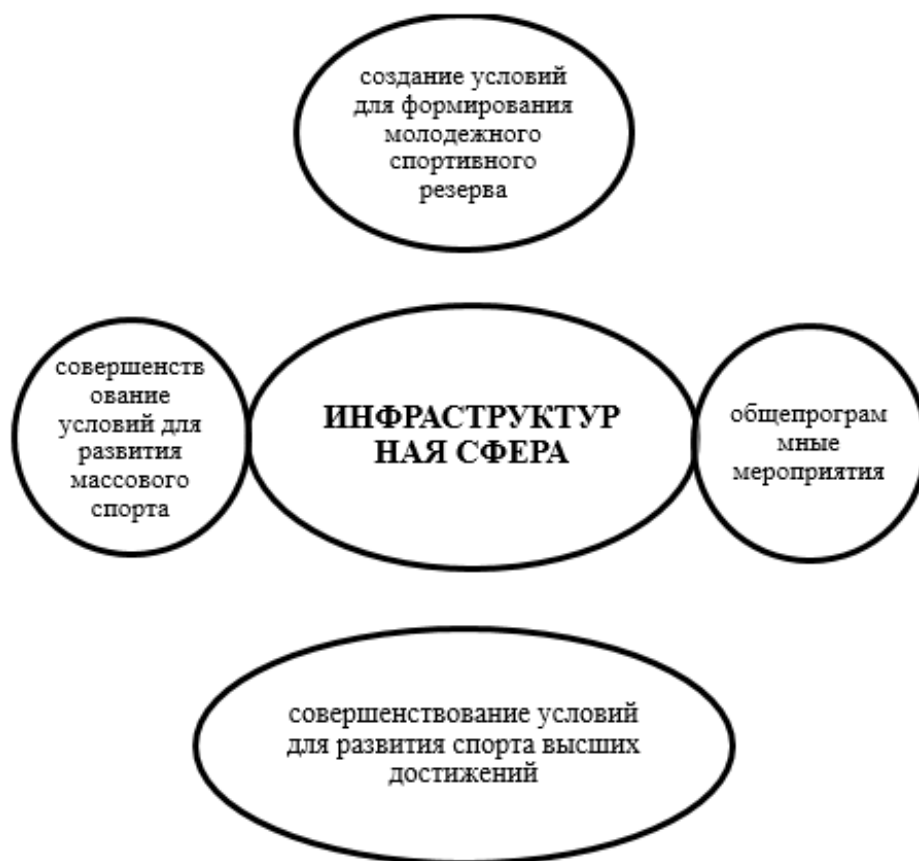 создание условий
для формирования
молодежного
спортивного
резерва
совершенств
ование
условий для
развития
массового
спорта
ИНФРАСТРУКТУР
НАЯ СФЕРА
общепрограм
мные
мероприятия
совершенствование условий
для развития спорта высших
достижений